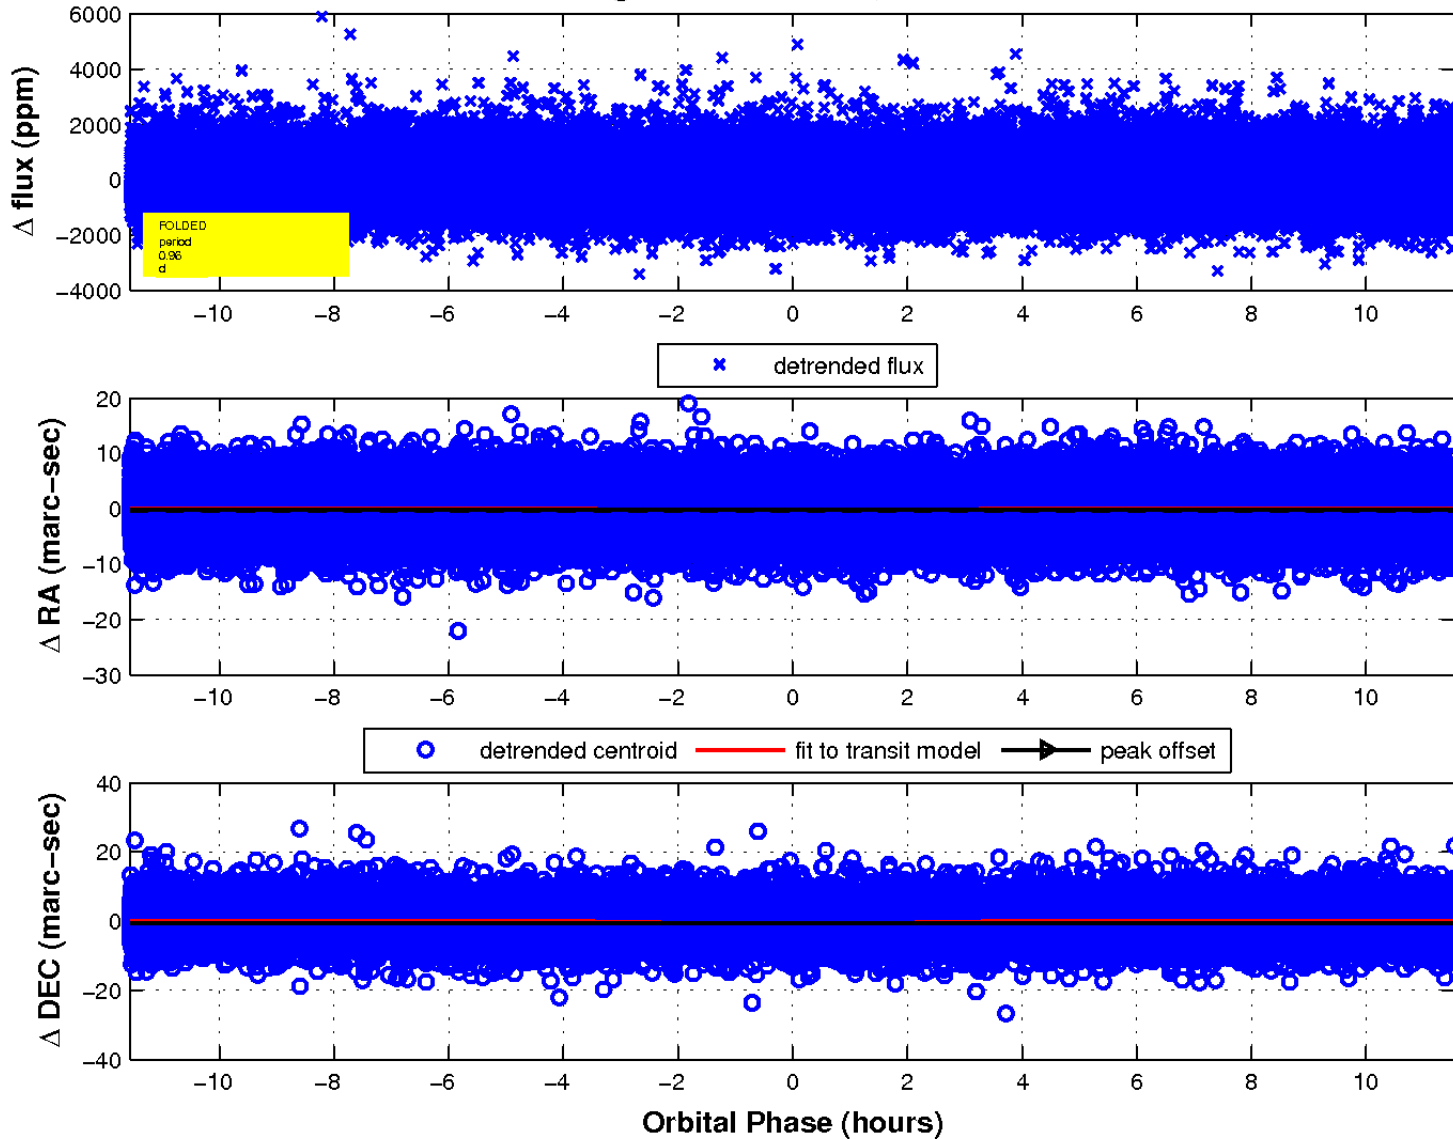 6000
4000
2000
0
−2000
−4000
Δ flux (ppm)
FOLDED
period
0.96
d
−10 −8 −6 −4 −2 0 2 4 6 8 10
detrended flux
20
10
0
−10
−20
−30
Δ RA (marc−sec)
−10 −8 −6 −4 −2 0 2 4 6 8 10
detrended centroid fit to transit model peak offset
40
20
0
−20
−40
Δ DEC (marc−sec)
−10 −8 −6 −4 −2 0 2 4 6 8 10
Orbital Phase (hours)